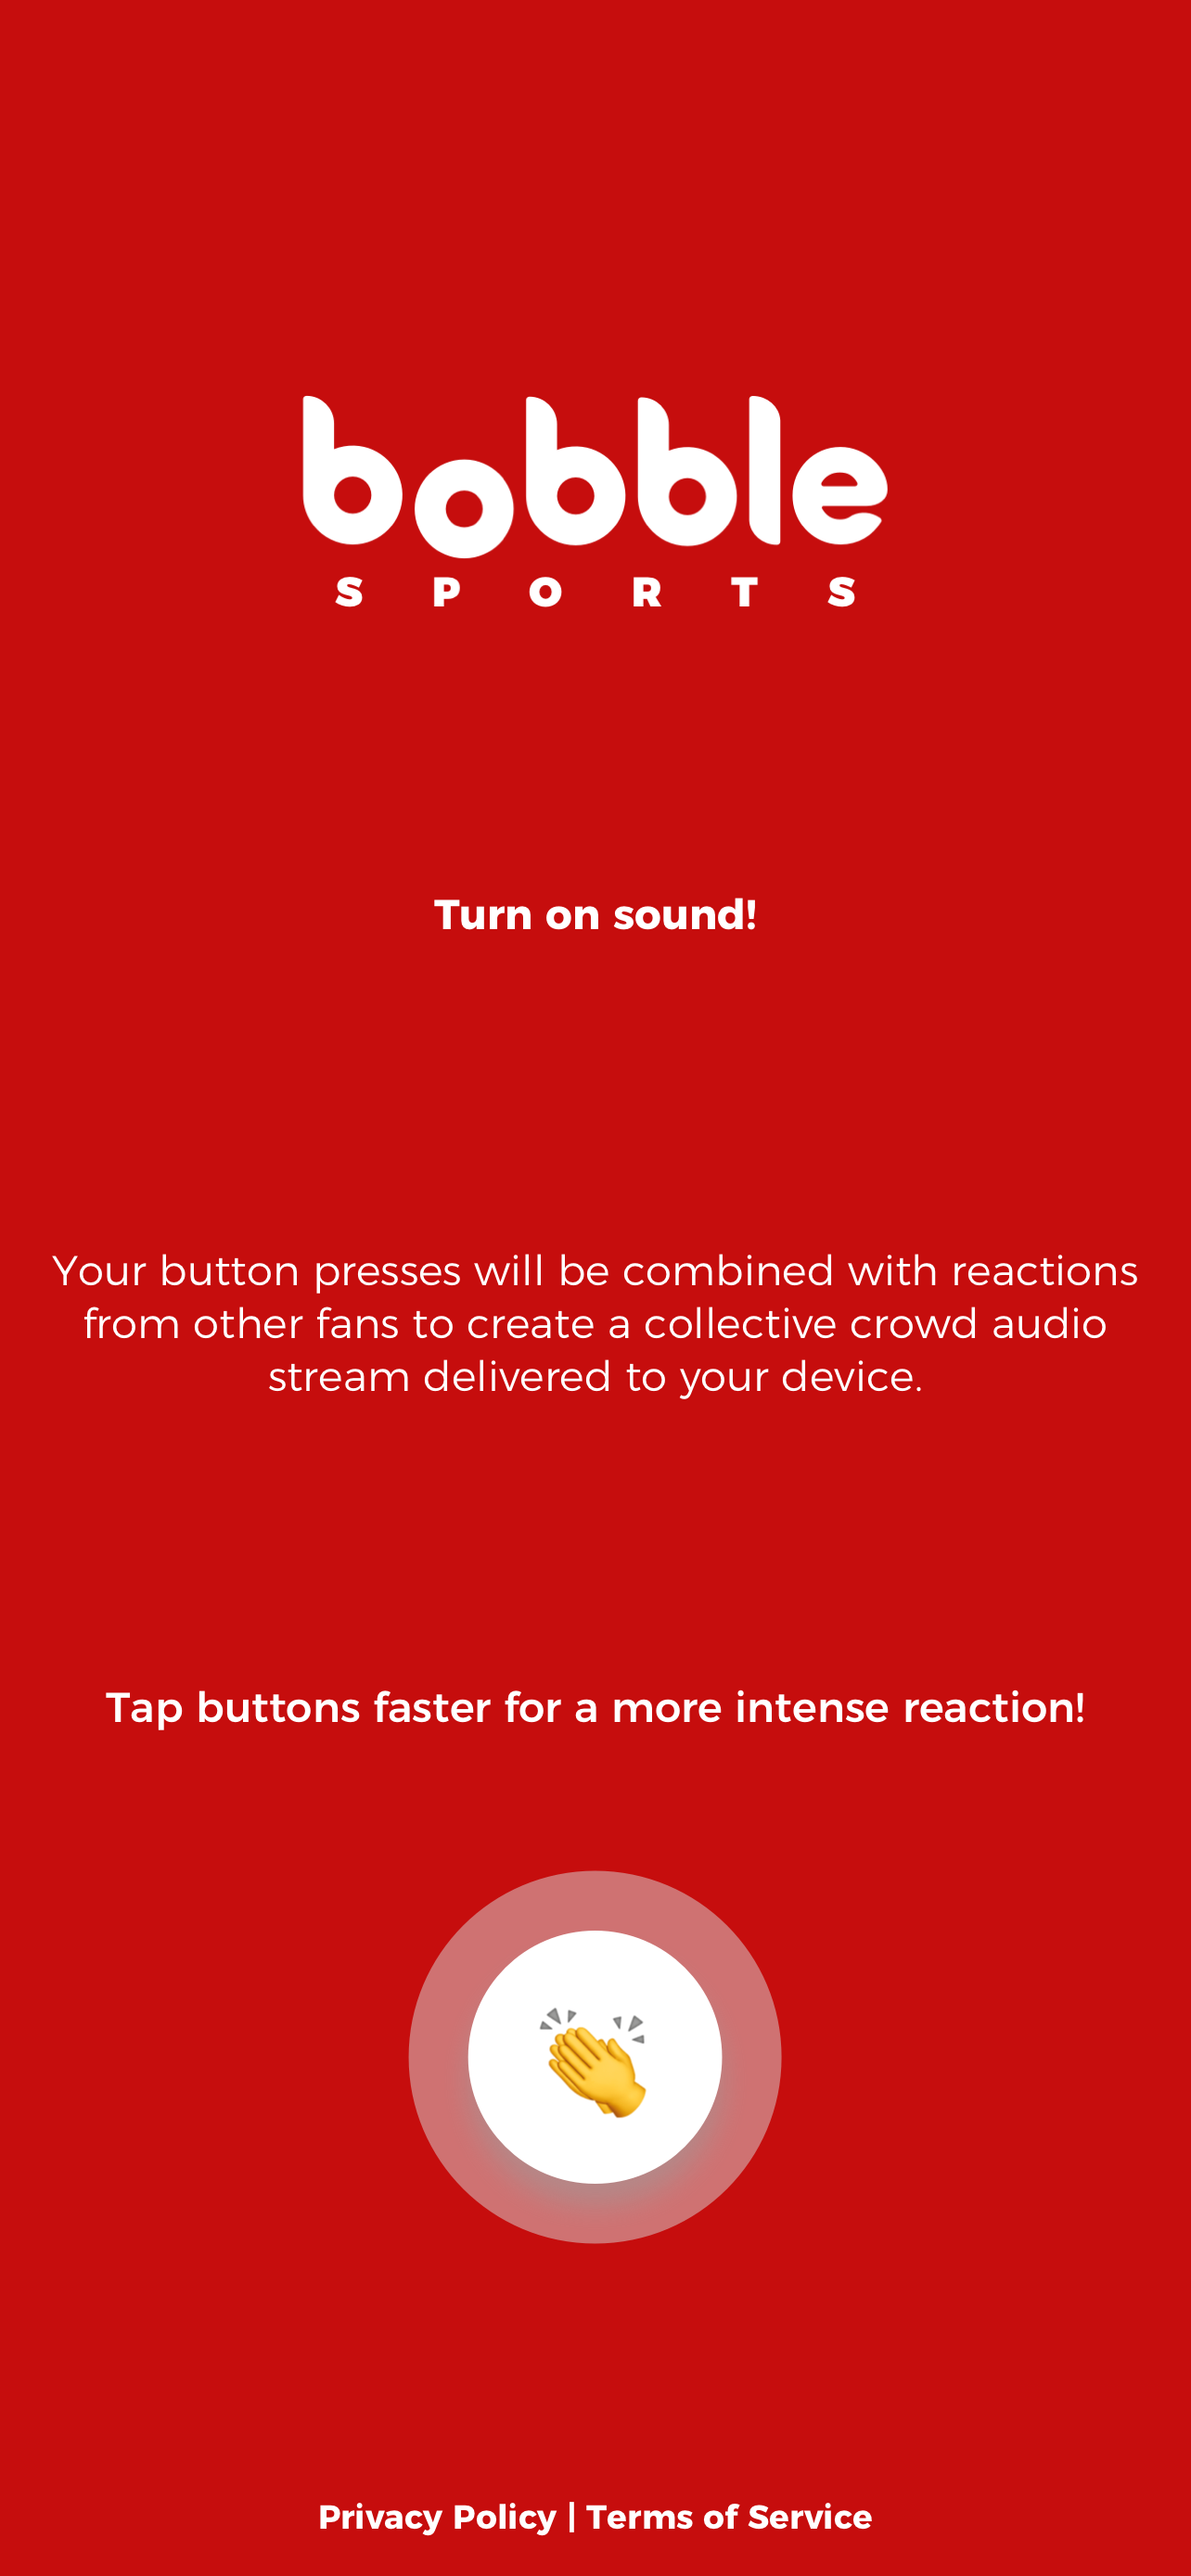 bobble
SPORTS
Turn on sound!
Your button presses will be combined with reactions
from other fans to create a collective crowd audio
stream delivered to your device.
Tap buttons faster for a more intense reaction!
Privacy Policy | Terms of Service